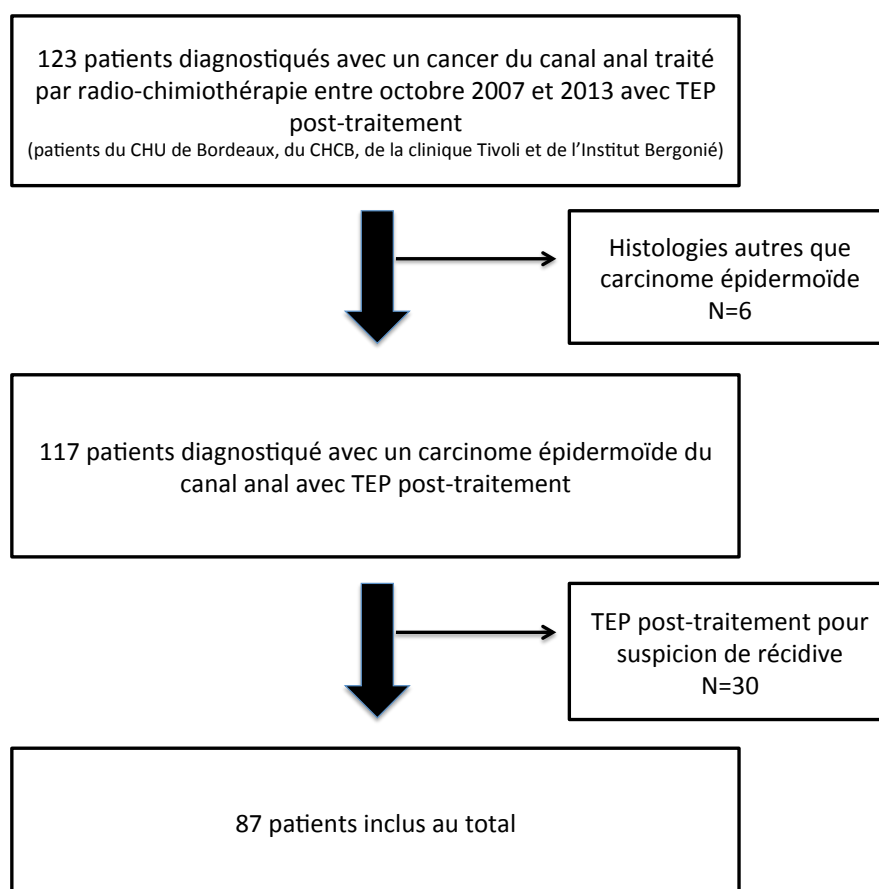 123 patients diagnostiqués avec un cancer du canal anal traité
par radio-chimiothérapie entre octobre 2007 et 2013 avec TEP
post-traitement
(patients du CHU de Bordeaux, du CHCB, de la clinique Tivoli et de l'Institut Bergonié)
Histologies autres que
carcinome épidermoïde
N=6
117 patients diagnostiqué avec un carcinome épidermoïde du
canal anal avec TEP post-traitement
TEP post-traitement pour
suspicion de récidive
N=30
87 patients inclus au total